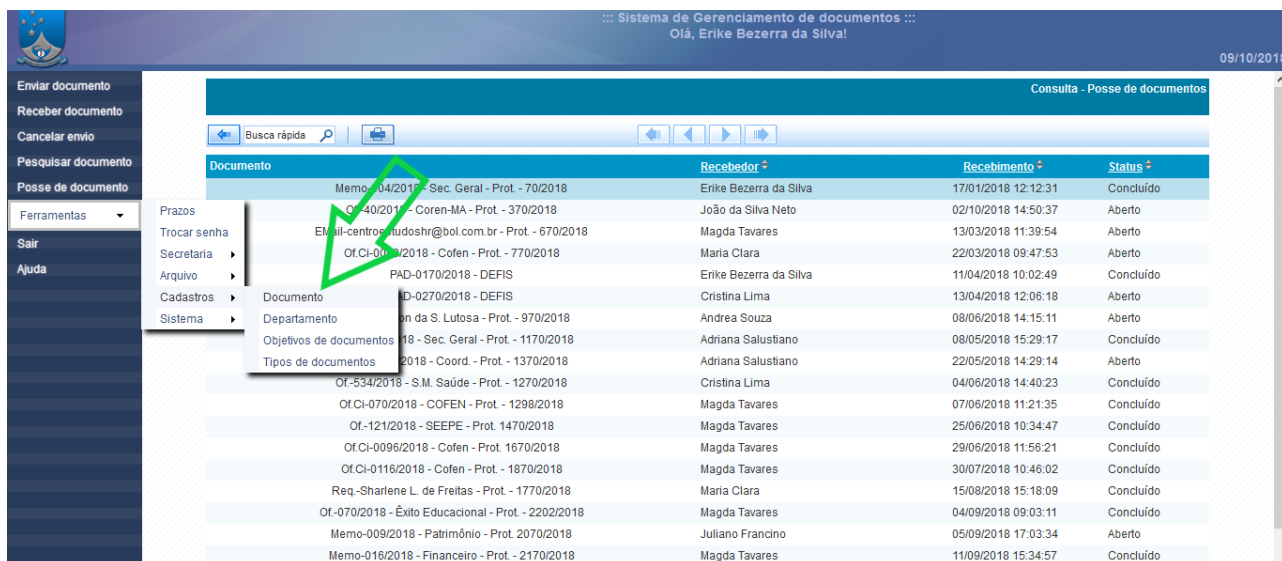 ::: Sistema de Gerenciamento de documentos :::
Olá, Erike Bezerra da Silva!
09/10/2018
Enviar documento
Receber documento
Cancelar envio
Pesquisar documento
Posse de documento
Ferramentas
Sair
Ajuda
Prazos
Trocar senha
Secretaria
Arquivo
Cadastros
Sistema
Documento
Departamento
Objetivos de documentos
Tipos de documentos
Consulta - Posse de documentos
Busca rápida
Documento Recebedor Recebimento Status
Sec. Geral - Prot. - 70/2018 Erike Bezerra da Silva 17/01/2018 12:12:31 Concluído
Coren-MA - Prot. - 370/2018 João da Silva Neto 02/10/2018 14:50:37 Aberto
- Prot. - 670/2018 Magda Tavares 13/03/2018 11:39:54 Aberto
/2018 - Cofen - Prot. - 770/2018 Maria Clara 22/03/2018 09:47:53 Aberto
PAD-0170/2018 - DEFIS Erike Bezerra da Silva 11/04/2018 10:02:49 Concluído
AD-0270/2018 - DEFIS Cristina Lima 13/04/2018 12:06:18 Aberto
on da S. Lutosa - Prot. - 970/2018 Andrea Souza 08/06/2018 14:15:11 Aberto
18 - Sec. Geral - Prot. - 1170/2018 Adriana Salustiano 08/05/2018 15:29:17 Concluído
2018 - Coord. - Prot. - 1370/2018 Adriana Salustiano 22/05/2018 14:29:14 Aberto
Of.-534/2018 - S.M. Saúde - Prot. - 1270/2018 Cristina Lima 04/06/2018 14:40:23 Concluído
Of.Ci-070/2018 - COFEN - Prot. - 1298/2018 Magda Tavares 07/06/2018 11:21:35 Concluído
Of.-121/2018 - SEEPE - Prot. 1470/2018 Magda Tavares 25/06/2018 10:34:47 Concluído
Of.Ci-0096/2018 - Cofen - Prot. 1670/2018 Magda Tavares 29/06/2018 11:56:21 Concluído
Of.Ci-0116/2018 - Cofen - Prot. - 1870/2018 Magda Tavares 30/07/2018 10:46:02 Concluído
Req.-Sharlene L. de Freitas - Prot. - 1770/2018 Maria Clara 15/08/2018 15:18:09 Concluído
Of.-070/2018 - Êxito Educacional - Prot. - 2202/2018 Magda Tavares 04/09/2018 09:03:11 Concluído
Memo-009/2018 - Patrimônio - Prot. 2070/2018 Juliano Francino 05/09/2018 17:03:34 Aberto
Memo-016/2018 - Financeiro - Prot. - 2170/2018 Magda Tavares 11/09/2018 15:34:57 Concluído